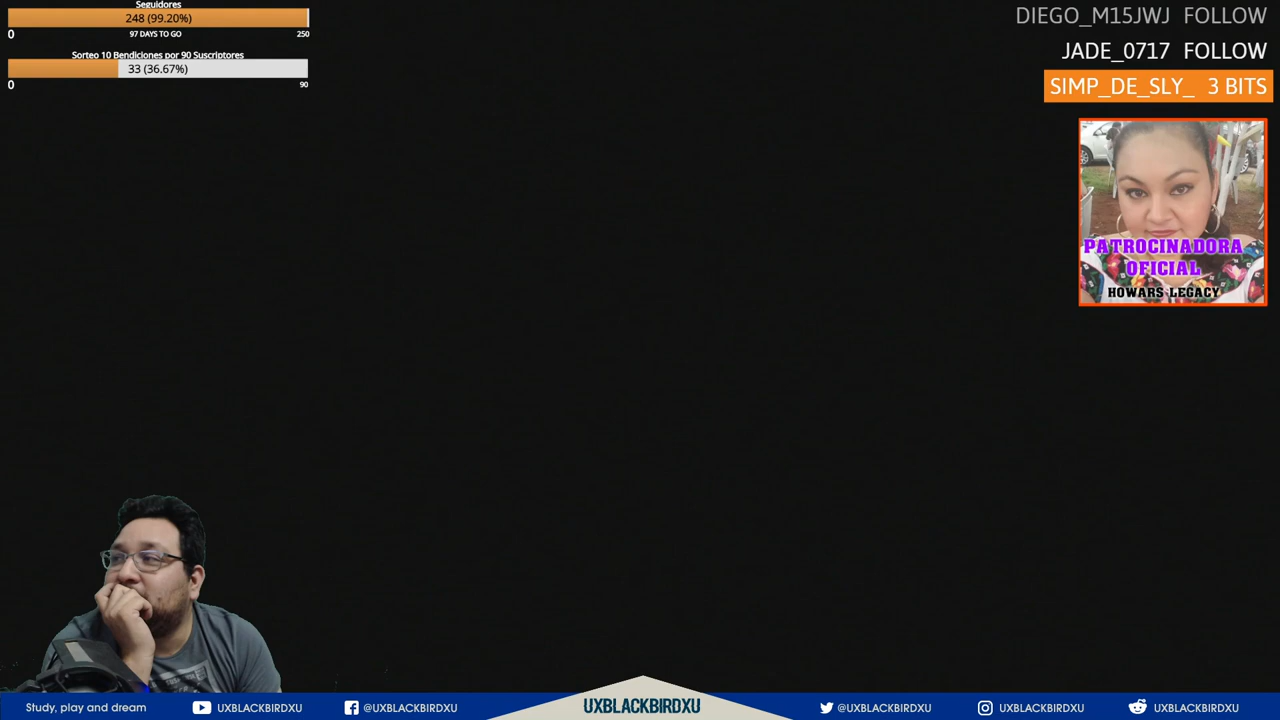 Seguidores
248 (99.20%)
0 97 DAYS TO GO 250
Sorteo 10 Bendiciones por 90 Suscriptores
33 (36.67%)
0 90
DIEGO_M15JWJ FOLLOW
JADE_0717 FOLLOW
SIMP_DE_SLY_ 3 BITS
PATROCINADORA
OFICIAL
HOWARS LEGACY
Study, play and dream UXBLACKBIRDXU @UXBLACKBIRDXU UXBLACKBIRDXU @UXBLACKBIRDXU UXBLACKBIRDXU UXBLACKBIRDXU